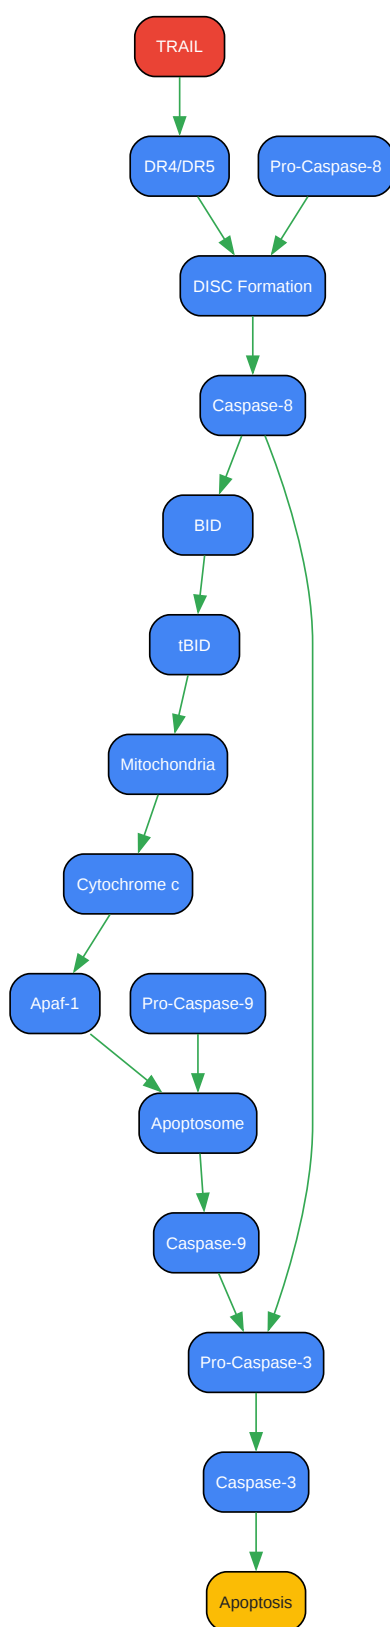 TRAIL
DR4/DR5
Pro-Caspase-8
DISC Formation
Caspase-8
BID
tBID
Mitochondria
Cytochrome c
Apaf-1
Pro-Caspase-9
Apoptosome
Caspase-9
Pro-Caspase-3
Caspase-3
Apoptosis